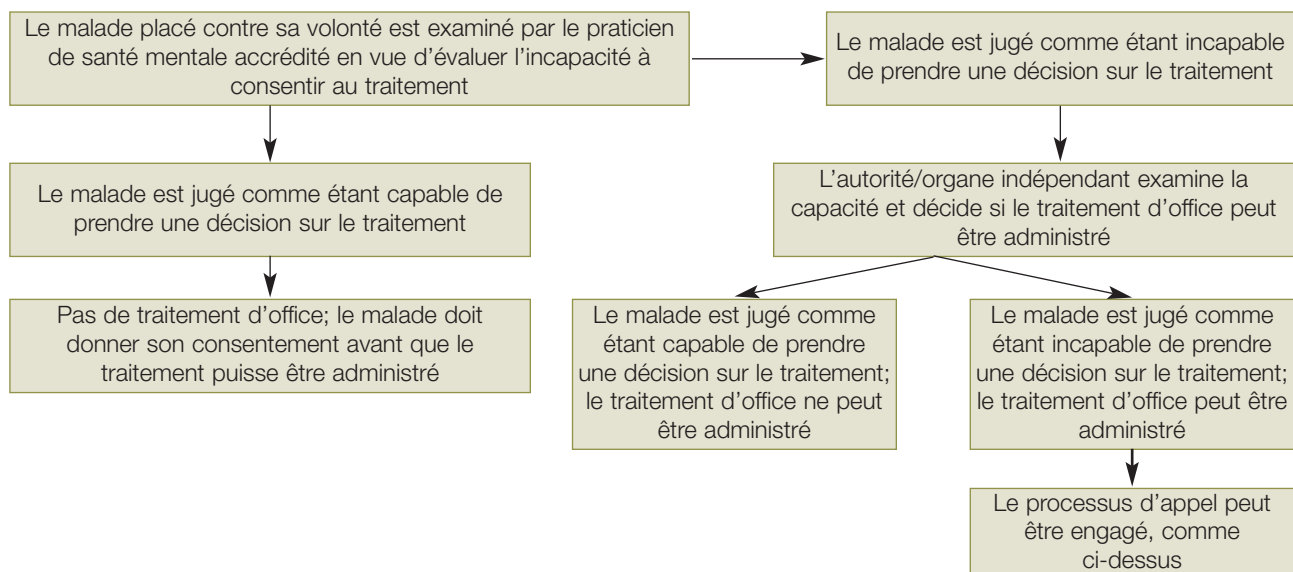 Le malade placé contre sa volonté est examiné par le praticien
de santé mentale accrédité en vue d'évaluer l'incapacité à
consentir au traitement
Le malade est jugé comme étant incapable
de prendre une décision sur le traitement
Le malade est jugé comme étant capable de
prendre une décision sur le traitement
L'autorité/organe indépendant examine la
capacité et décide si le traitement d'office peut
être administré
Pas de traitement d'office; le malade doit
donner son consentement avant que le
traitement puisse être administré
Le malade est jugé comme
étant capable de prendre
une décision sur le traitement;
le traitement d'office ne peut
être administré
Le malade est jugé comme
étant incapable de prendre
une décision sur le traitement;
le traitement d'office peut être
administré
Le processus d'appel peut
être engagé, comme
ci-dessus